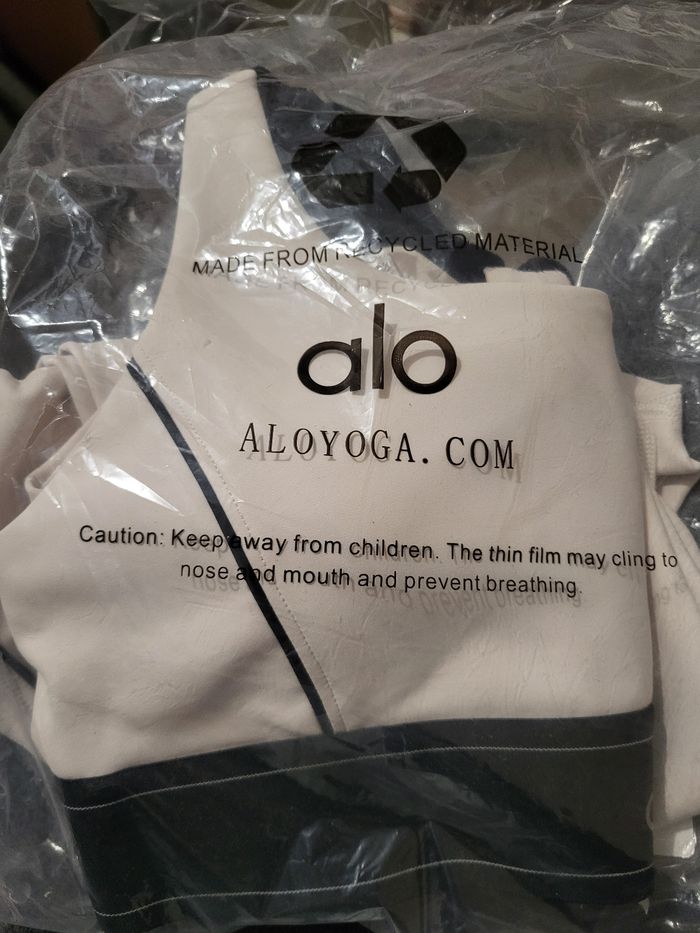 MADE FROM RECYCLED MATERIAL
alo
ALOYOGA.COM
Caution: Keep away from children. The thin film may cling to
nose and mouth and prevent breathing.